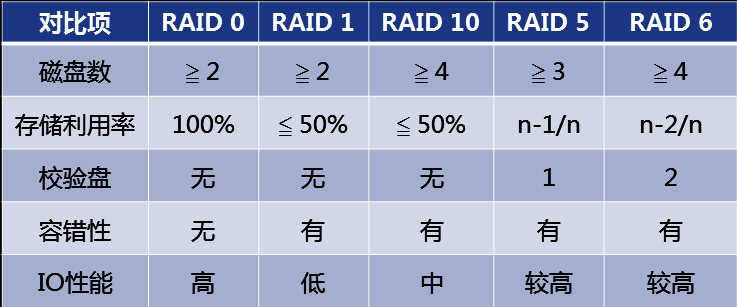 对比项 RAID 0 RAID 1 RAID 10 RAID 5 RAID 6
磁盘数 ≧2 ≧2 ≧4 ≧3 ≧4
存储利用率 100% ≦50% ≦50% n-1/n n-2/n
校验盘 无 无 无 1 2
容错性 无 有 有 有 有
IO性能 高 低 中 较高 较高